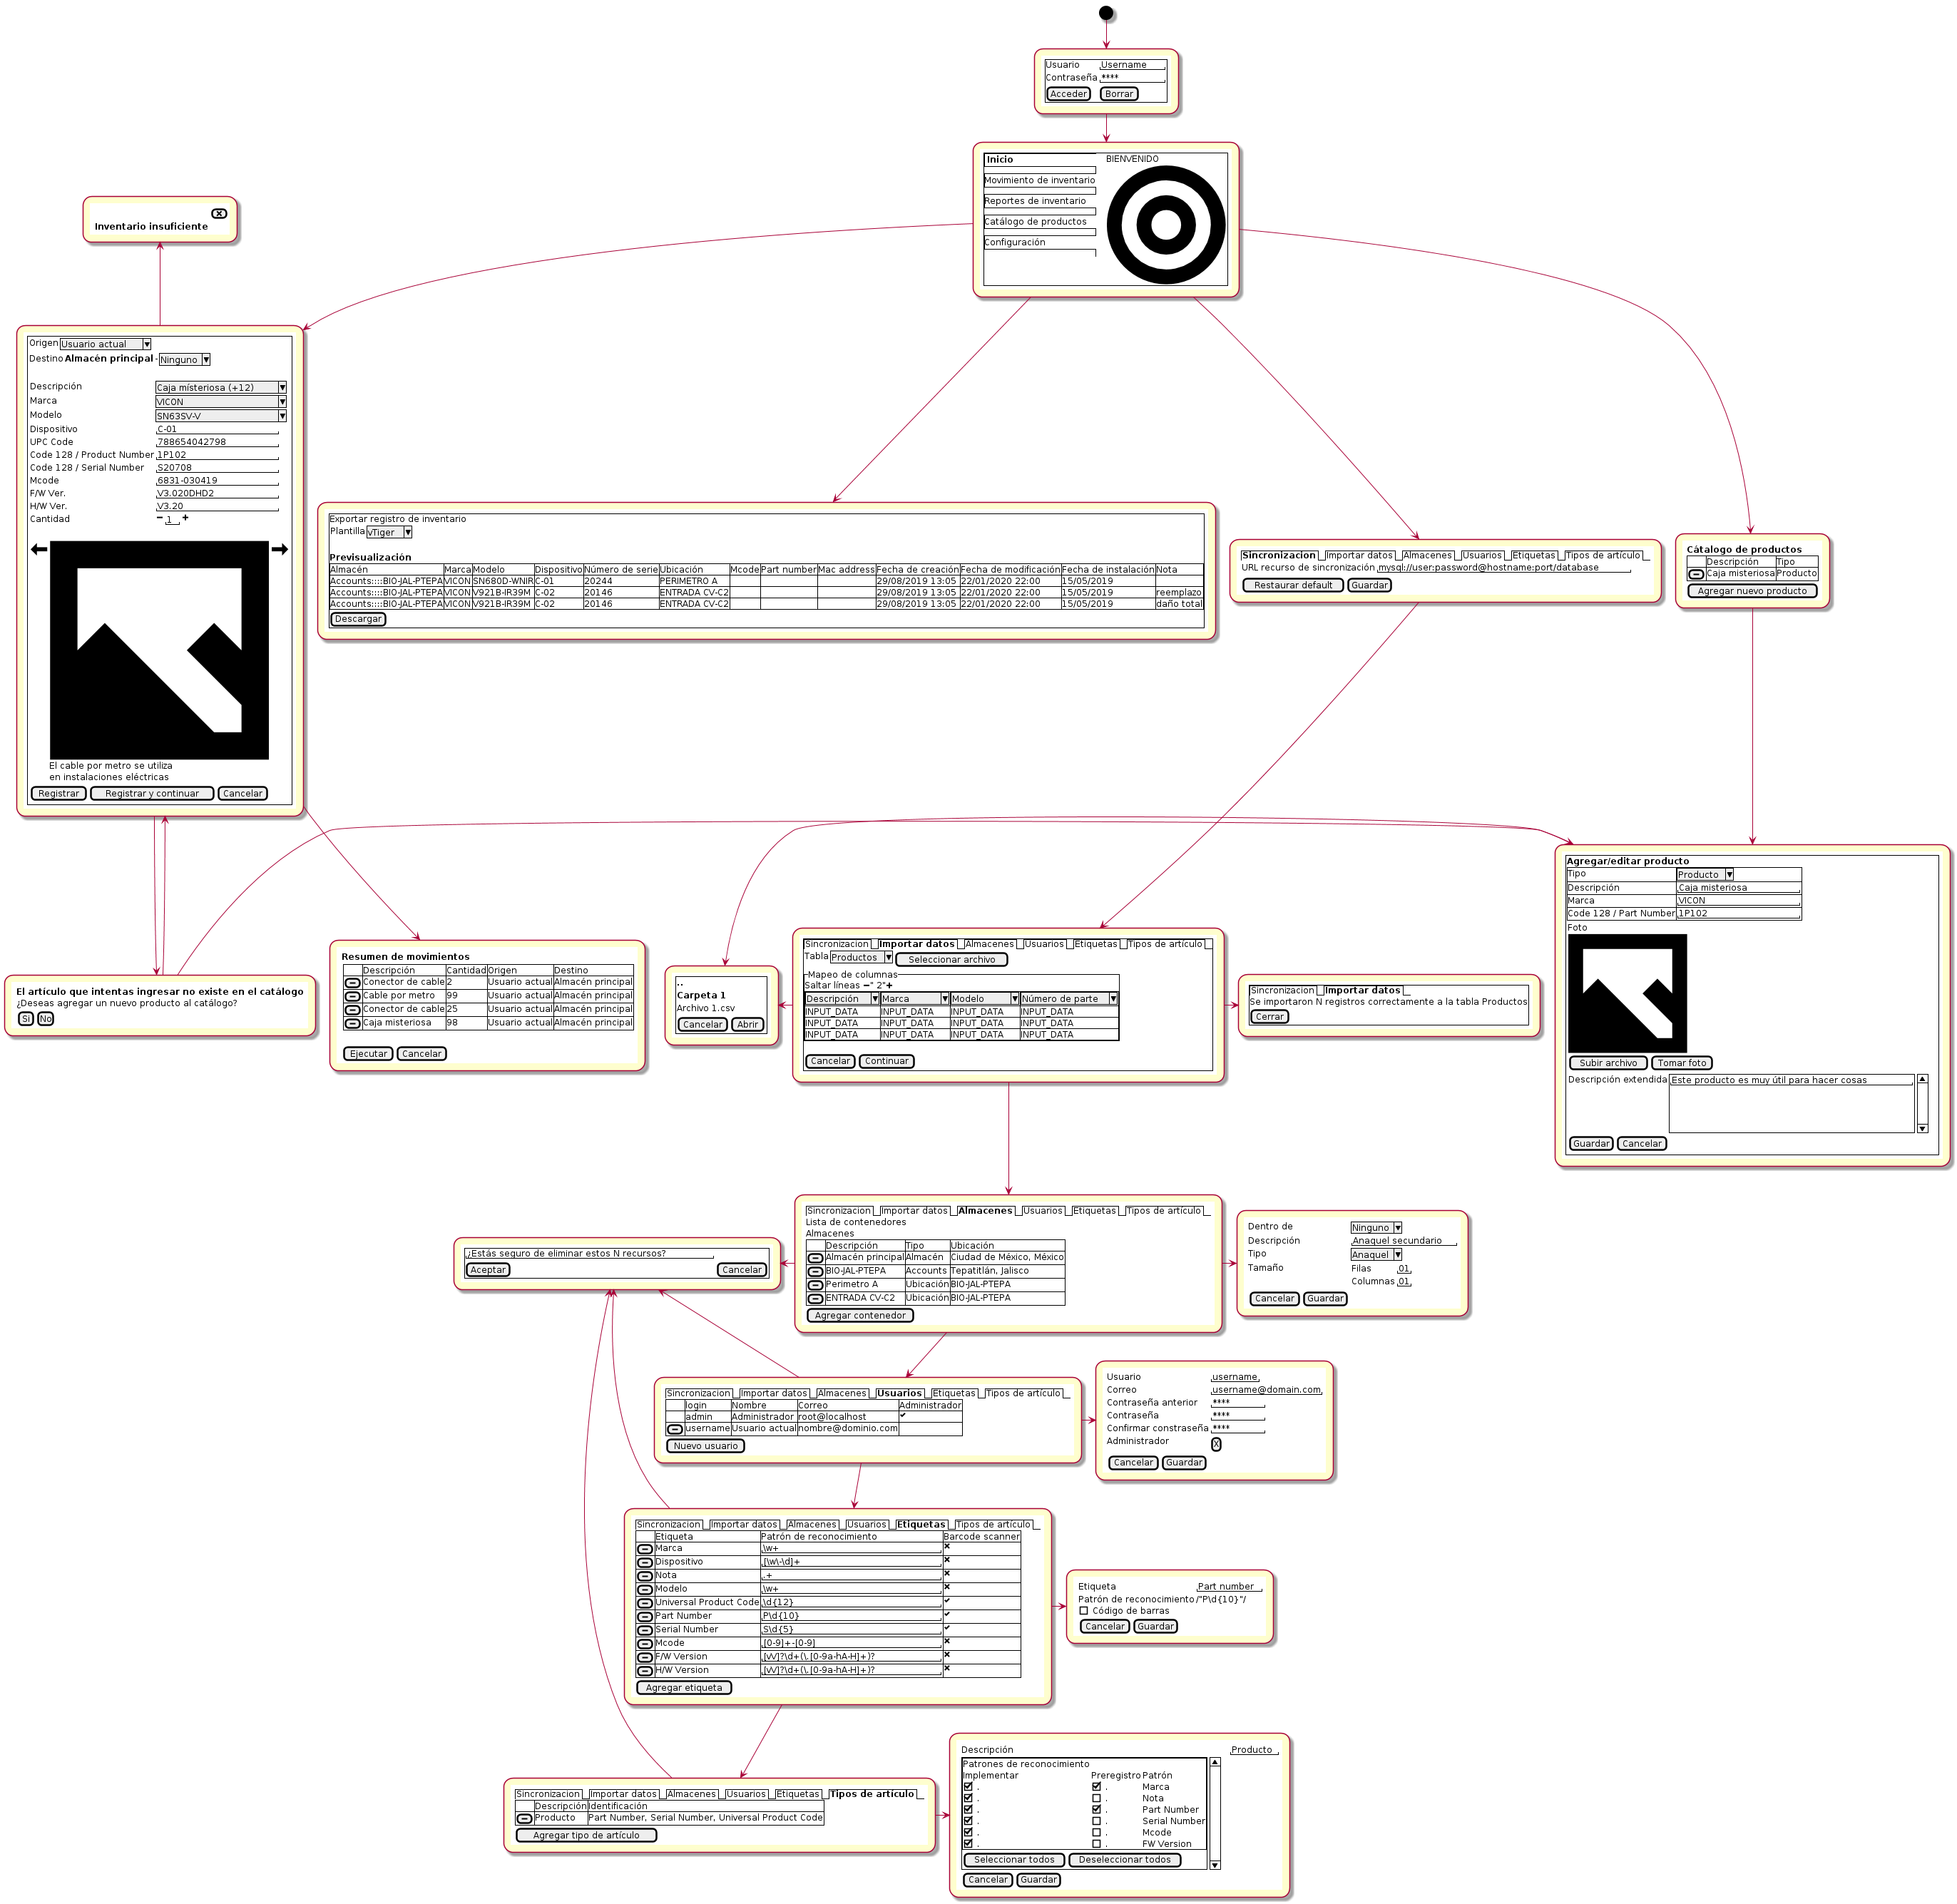 Usuario Username
Contraseña ****
Acceder Borrar
Inicio
Movimiento de inventario
Reportes de inventario
Catálogo de productos
Configuración
BIENVENIDO
Inventario insuficiente
Origen Usuario actual
Destino Almacén principal - Ninguno
Descripción Caja místeriosa (+12)
Marca VICON
Modelo SN63SV-V
Dispositivo C-01
UPC Code 788654042798
Code 128 / Product Number 1P102
Code 128 / Serial Number S20708
Mcode 6831-030419
F/W Ver. V3.020DHD2
H/W Ver. V3.20
Cantidad 1
El cable por metro se utiliza
en instalaciones eléctricas
Registrar Registrar y continuar Cancelar
Exportar registro de inventario
Plantilla vTiger
Previsualización
Almacén Marca Modelo Dispositivo Número de serie Ubicación Mcode Part number Mac address Fecha de creación Fecha de modificación Fecha de instalación Nota
Accounts::::BIO-JAL-PTEPA VICON SN680D-WNIR C-01 20244 PERIMETRO A 29/08/2019 13:05 22/01/2020 22:00 15/05/2019
Accounts::::BIO-JAL-PTEPA VICON V921B-IR39M C-02 20146 ENTRADA CV-C2 29/08/2019 13:05 22/01/2020 22:00 15/05/2019 reemplazo
Accounts::::BIO-JAL-PTEPA VICON V921B-IR39M C-02 20146 ENTRADA CV-C2 29/08/2019 13:05 22/01/2020 22:00 15/05/2019 daño total
Descargar
Sincronizacion Importar datos Almacenes Usuarios Etiquetas Tipos de artículo
URL recurso de sincronización mysql://user:password@hostname:port/database
Restaurar default Guardar
Cátalogo de productos
Descripción Tipo
Caja misteriosa Producto
Agregar nuevo producto
El artículo que intentas ingresar no existe en el catálogo
¿Deseas agregar un nuevo producto al catálogo?
Si No
Resumen de movimientos
Descripción Cantidad Origen Destino
Conector de cable 2 Usuario actual Almacén principal
Cable por metro 99 Usuario actual Almacén principal
Conector de cable 25 Usuario actual Almacén principal
Caja misteriosa 98 Usuario actual Almacén principal
Ejecutar Cancelar
..
Carpeta 1
Archivo 1.csv
Cancelar Abrir
Sincronizacion Importar datos Almacenes Usuarios Etiquetas Tipos de artículo
Tabla Productos Seleccionar archivo
Mapeo de columnas
Saltar líneas " 2"
Descripción Marca Modelo Número de parte
INPUT_DATA INPUT_DATA INPUT_DATA INPUT_DATA
INPUT_DATA INPUT_DATA INPUT_DATA INPUT_DATA
INPUT_DATA INPUT_DATA INPUT_DATA INPUT_DATA
Cancelar Continuar
Sincronizacion Importar datos
Se importaron N registros correctamente a la tabla Productos
Cerrar
Agregar/editar producto
Tipo Producto
Descripción Caja misteriosa
Marca VICON
Code 128 / Part Number 1P102
Foto
Subir archivo Tomar foto
Descripción extendida Este producto es muy útil para hacer cosas
Guardar Cancelar
¿Estás seguro de eliminar estos N recursos?
Aceptar Cancelar
Sincronizacion Importar datos Almacenes Usuarios Etiquetas Tipos de artículo
Lista de contenedores
Almacenes
Descripción Tipo Ubicación
Almacén principal Almacén Ciudad de México, México
BIO-JAL-PTEPA Accounts Tepatitlán, Jalisco
Perimetro A Ubicación BIO-JAL-PTEPA
ENTRADA CV-C2 Ubicación BIO-JAL-PTEPA
Agregar contenedor
Dentro de Ninguno
Descripción Anaquel secundario
Tipo Anaquel
Tamaño Filas 01
Columnas 01
Cancelar Guardar
Sincronizacion Importar datos Almacenes Usuarios Etiquetas Tipos de artículo
login Nombre Correo Administrador
admin Administrador root@localhost
username Usuario actual nombre@dominio.com
Nuevo usuario
Usuario username
Correo username@domain.com
Contraseña anterior ****
Contraseña ****
Confirmar constraseña ****
Administrador X
Cancelar Guardar
Sincronizacion Importar datos Almacenes Usuarios Etiquetas Tipos de artículo
Etiqueta Patrón de reconocimiento Barcode scanner
Marca \w+
Dispositivo [\w\-\d]+
Nota .+
Modelo \w+
Universal Product Code \d{12}
Part Number P\d{10}
Serial Number S\d{5}
Mcode [0-9]+-[0-9]
F/W Version [vV]?\d+(\.[0-9a-hA-H]+)?
H/W Version [vV]?\d+(\.[0-9a-hA-H]+)?
Agregar etiqueta
Etiqueta Part number
Patrón de reconocimiento /"P\d{10}"/
Código de barras
Cancelar Guardar
Sincronizacion Importar datos Almacenes Usuarios Etiquetas Tipos de artículo
Descripción Identificación
Producto Part Number, Serial Number, Universal Product Code
Agregar tipo de artículo
Descripción Producto
Patrones de reconocimiento
Implementar Preregistro Patrón
. . Marca
. . Nota
. . Part Number
. . Serial Number
. . Mcode
. . FW Version
Seleccionar todos Deseleccionar todos
Cancelar Guardar